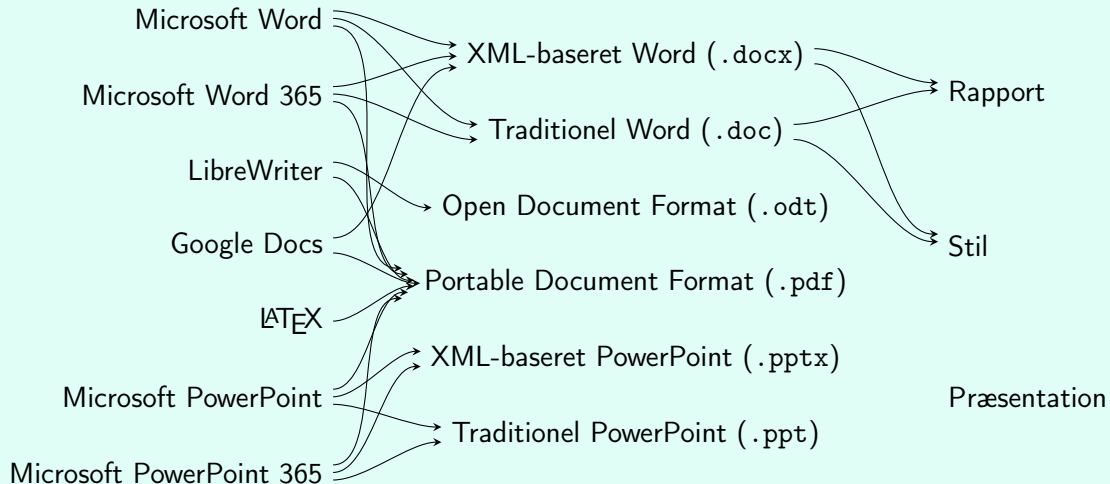 Microsoft Word
Microsoft Word 365
LibreWriter
Google Docs
LATEX
Microsoft PowerPoint
Microsoft PowerPoint 365
XML-baseret Word (.docx)
Traditionel Word (.doc)
Open Document Format (.odt)
Portable Document Format (.pdf)
XML-baseret PowerPoint (.pptx)
Traditionel PowerPoint (.ppt)
Rapport
Stil
Præsentation